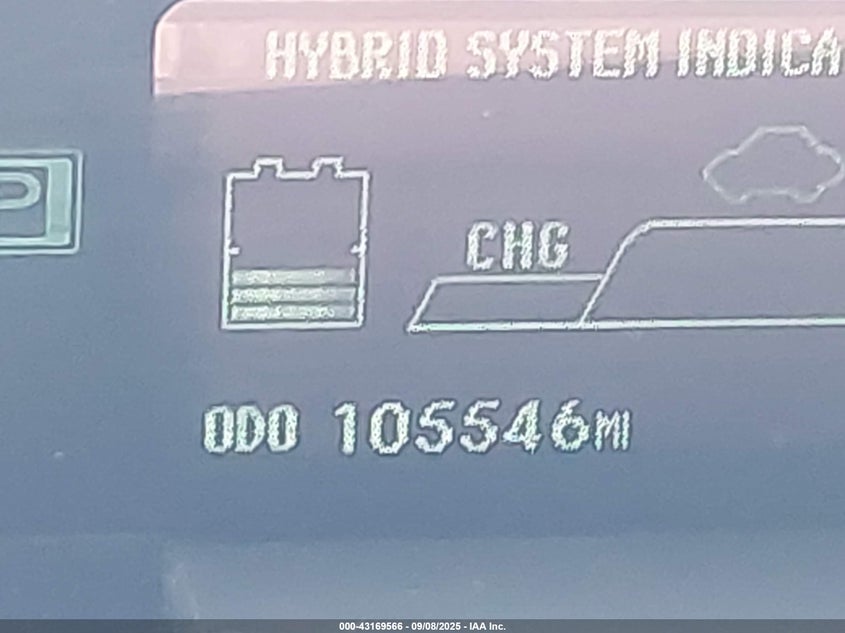 HYBRID SYSTEM INDICA
P
CHG
ODO 105546MI
000-43169566 - 09/08/2025 - IAA Inc.